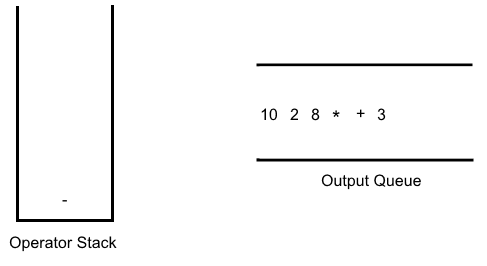 10 2 8 * + 3
Output Queue
-
Operator Stack